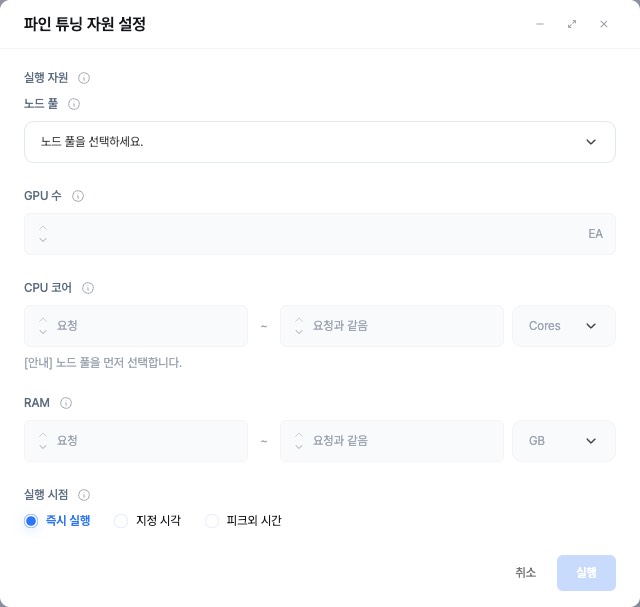 파인 튜닝 자원 설정
실행 자원
노드 풀
노드 풀을 선택하세요.
GPU 수
EA
CPU 코어
요청 ~ 요청과 같음 Cores
[안내] 노드 풀을 먼저 선택합니다.
RAM
요청 ~ 요청과 같음 GB
실행 시점
즉시 실행 지정 시각 피크외 시간
취소 실행